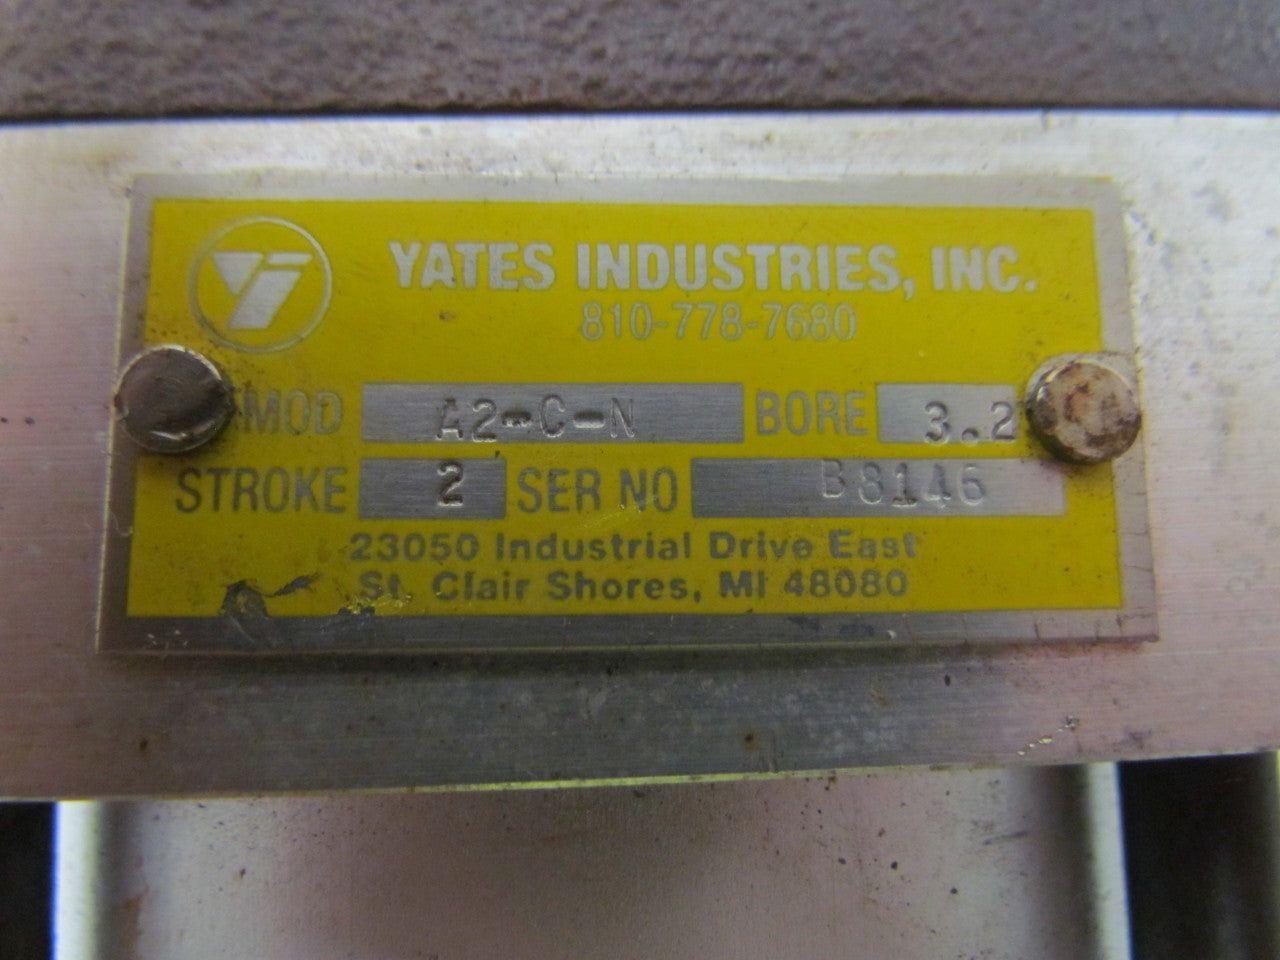 YATES INDUSTRIES, INC.
810-778-7680
MOD A2-C-N BORE 3.2
STROKE 2 SER NO B8146
23050 Industrial Drive East
St. Clair Shores, MI 48080